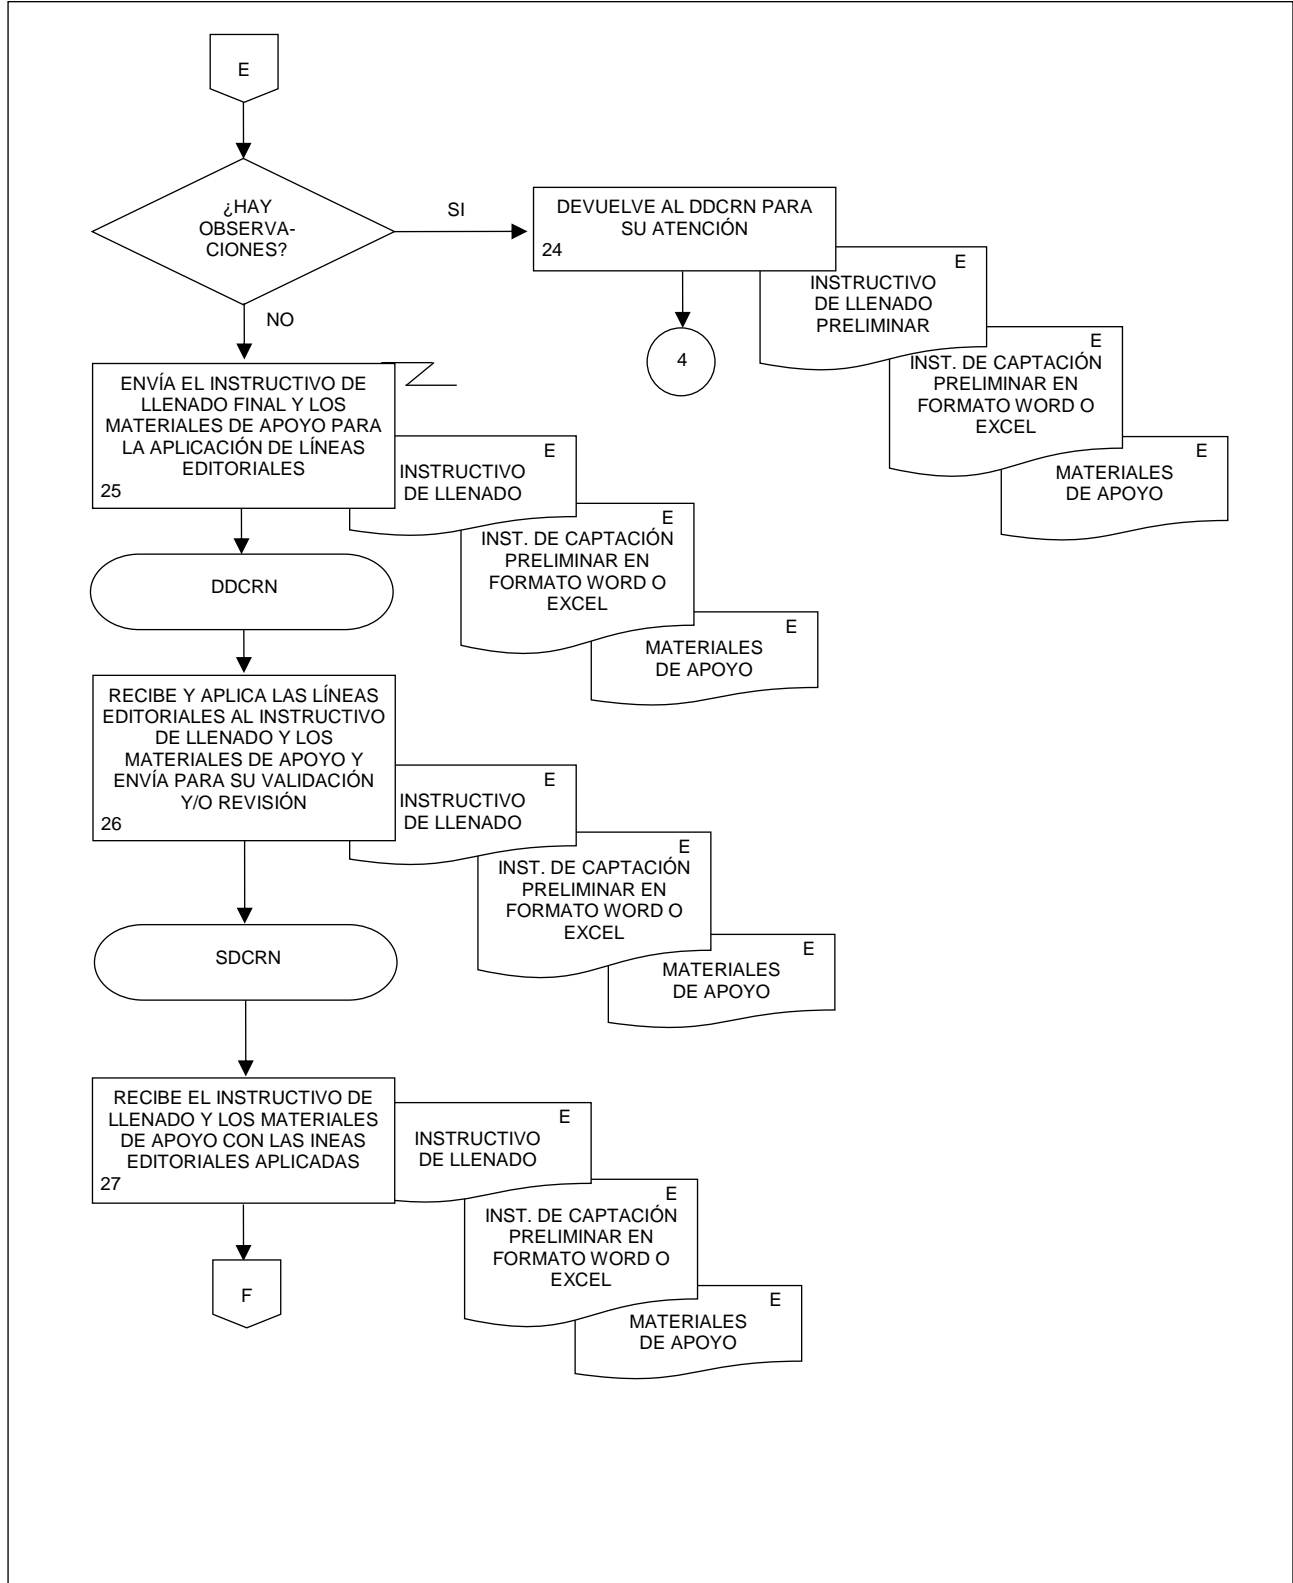 E
¿HAY
OBSERVA-
CIONES?
SI
DEVUELVE AL DDCRN PARA
SU ATENCIÓN
24
E
INSTRUCTIVO
DE LLENADO
PRELIMINAR
E
INST. DE CAPTACIÓN
PRELIMINAR EN
FORMATO WORD O
EXCEL
E
MATERIALES
DE APOYO
4
NO
ENVÍA EL INSTRUCTIVO DE
LLENADO FINAL Y LOS
MATERIALES DE APOYO PARA
LA APLICACIÓN DE LÍNEAS
EDITORIALES
25
E
INSTRUCTIVO
DE LLENADO
E
INST. DE CAPTACIÓN
PRELIMINAR EN
FORMATO WORD O
EXCEL
E
MATERIALES
DE APOYO
DDCRN
RECIBE Y APLICA LAS LÍNEAS
EDITORIALES AL INSTRUCTIVO
DE LLENADO Y LOS
MATERIALES DE APOYO Y
ENVÍA PARA SU VALIDACIÓN
Y/O REVISIÓN
26
E
INSTRUCTIVO
DE LLENADO
E
INST. DE CAPTACIÓN
PRELIMINAR EN
FORMATO WORD O
EXCEL
E
MATERIALES
DE APOYO
SDCRN
RECIBE EL INSTRUCTIVO DE
LLENADO Y LOS MATERIALES
DE APOYO CON LAS INEAS
EDITORIALES APLICADAS
27
E
INSTRUCTIVO
DE LLENADO
E
INST. DE CAPTACIÓN
PRELIMINAR EN
FORMATO WORD O
EXCEL
E
MATERIALES
DE APOYO
F